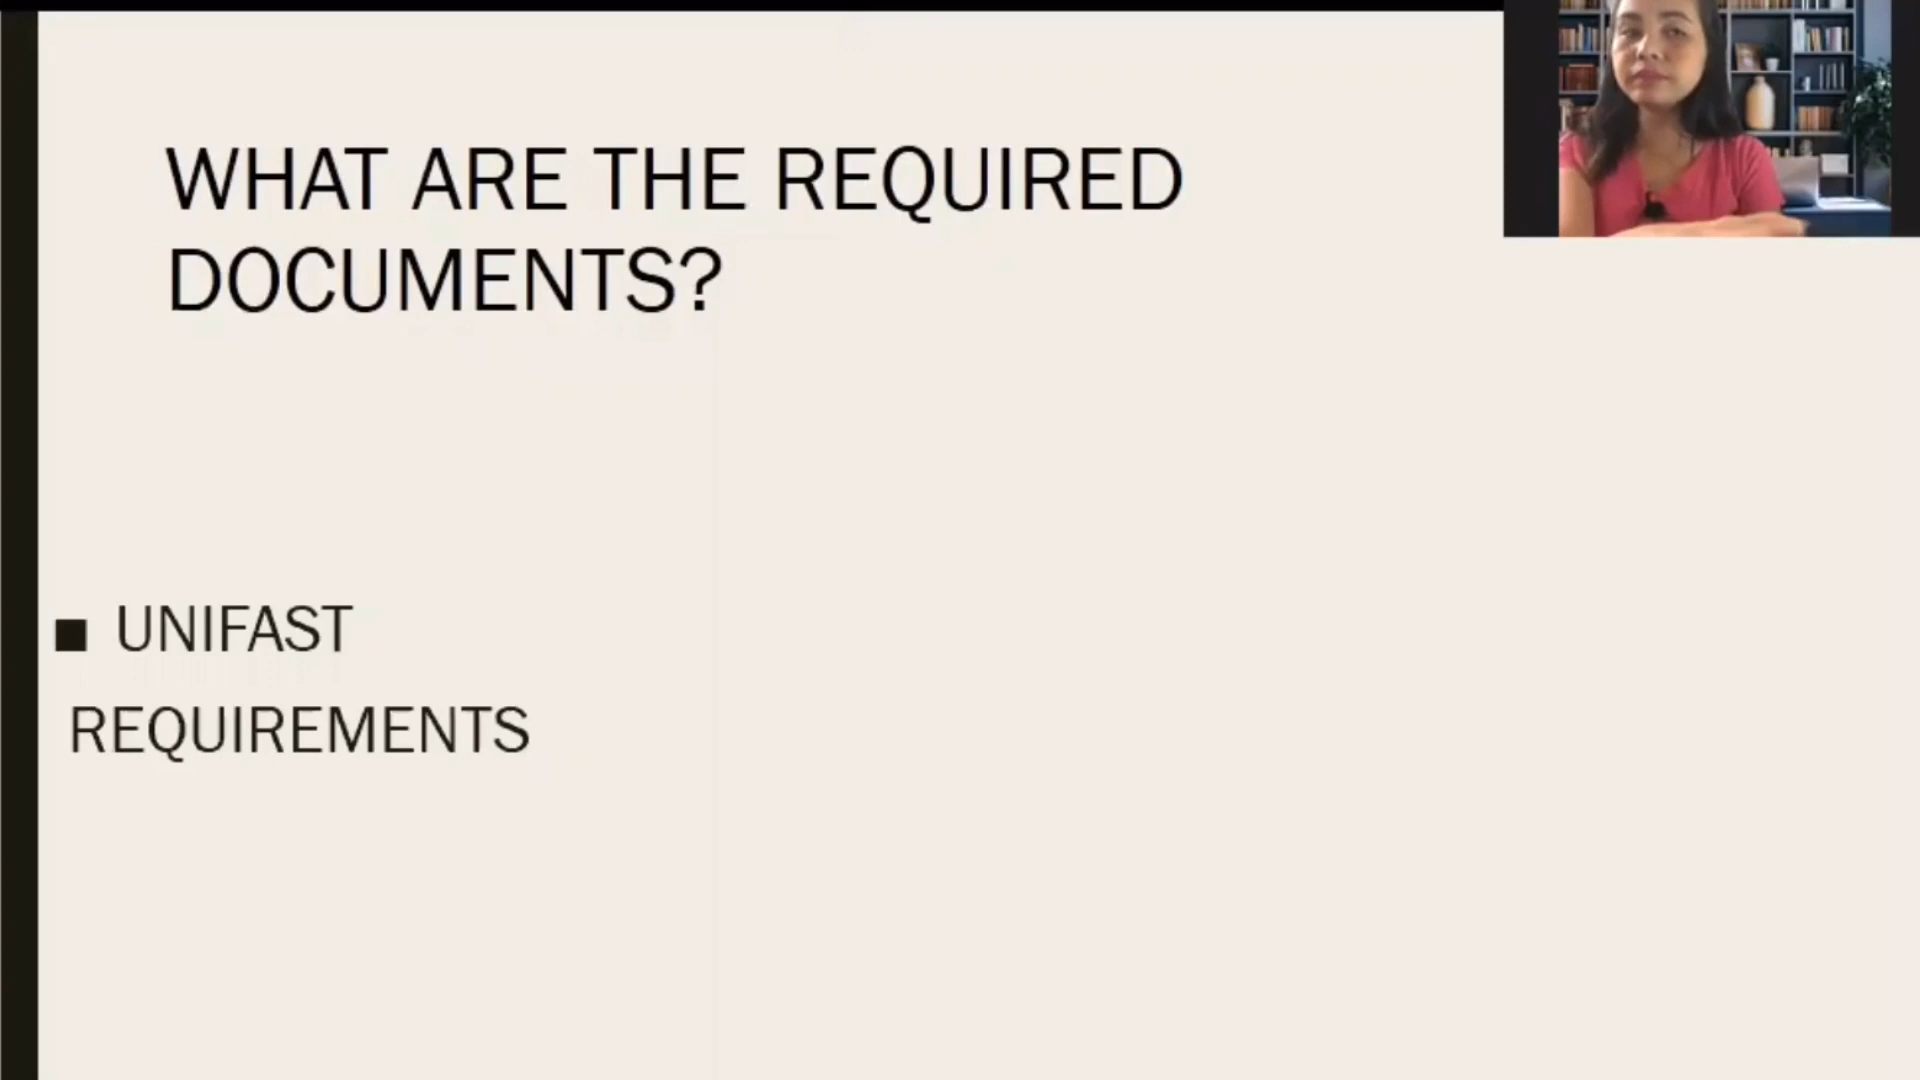 WHAT ARE THE REQUIRED
DOCUMENTS?
■ UNIFAST
REQUIREMENTS